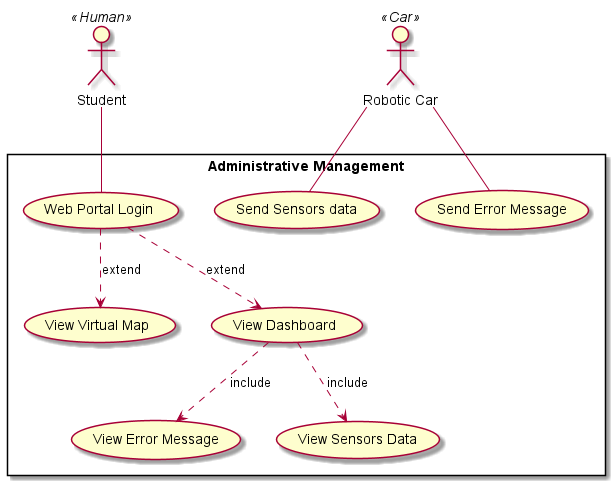 «Human»
«Car»
Student
Robotic Car
Administrative Management
Web Portal Login
Send Sensors data
Send Error Message
extend
extend
View Virtual Map
View Dashboard
include
include
View Error Message
View Sensors Data